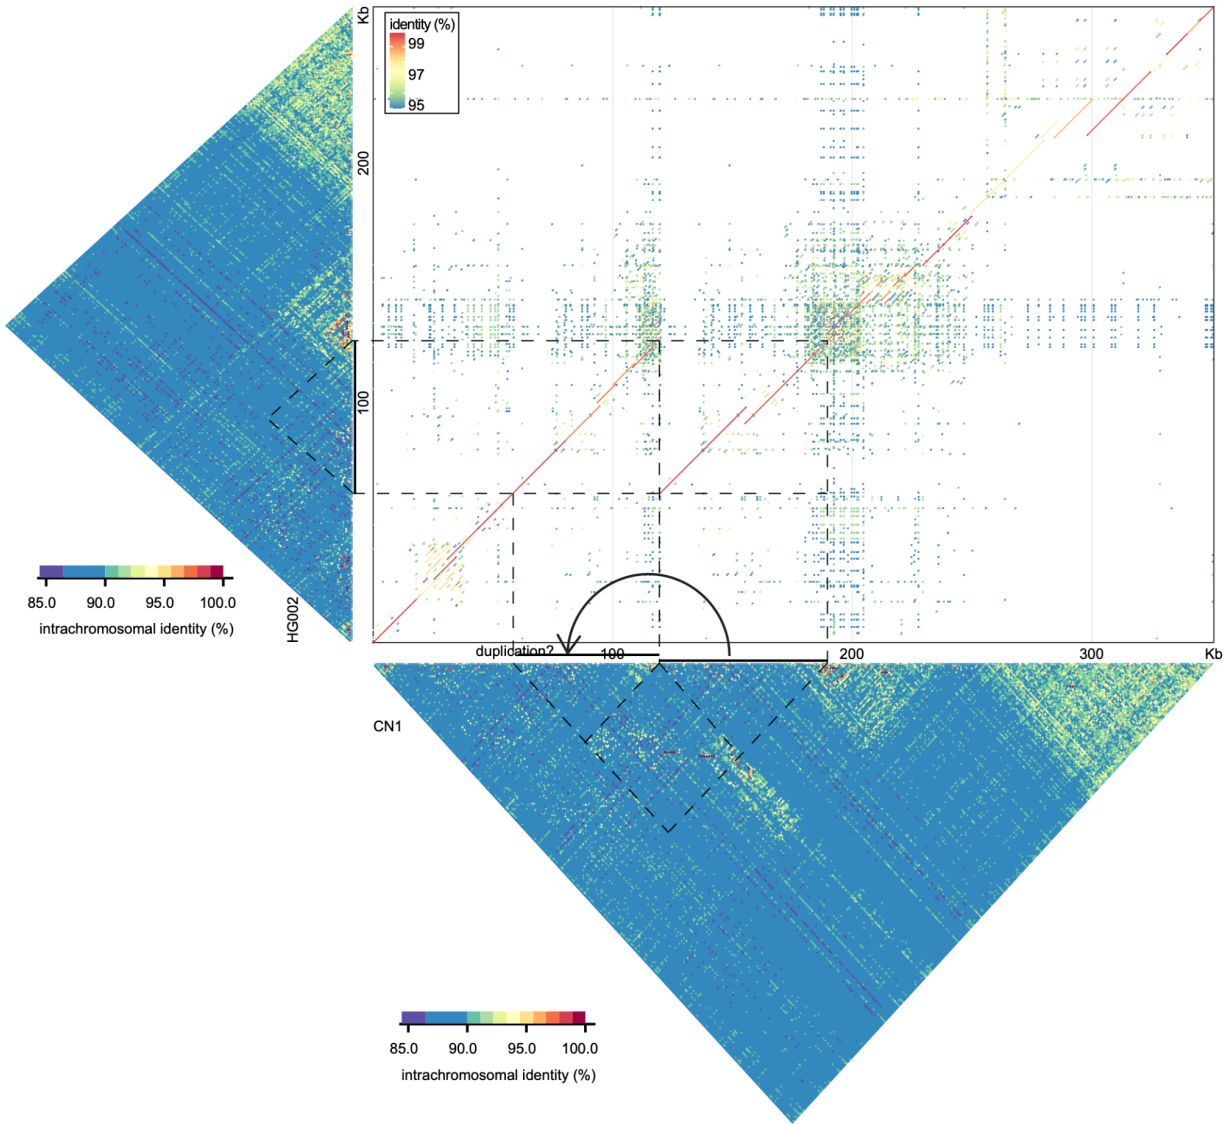 Kb
identity (%)
99
97
95
200
100
85.0 90.0 95.0 100.0
intrachromosomal identity (%)
HG002
duplication?
100 200 300 Kb
CN1
85.0 90.0 95.0 100.0
intrachromosomal identity (%)